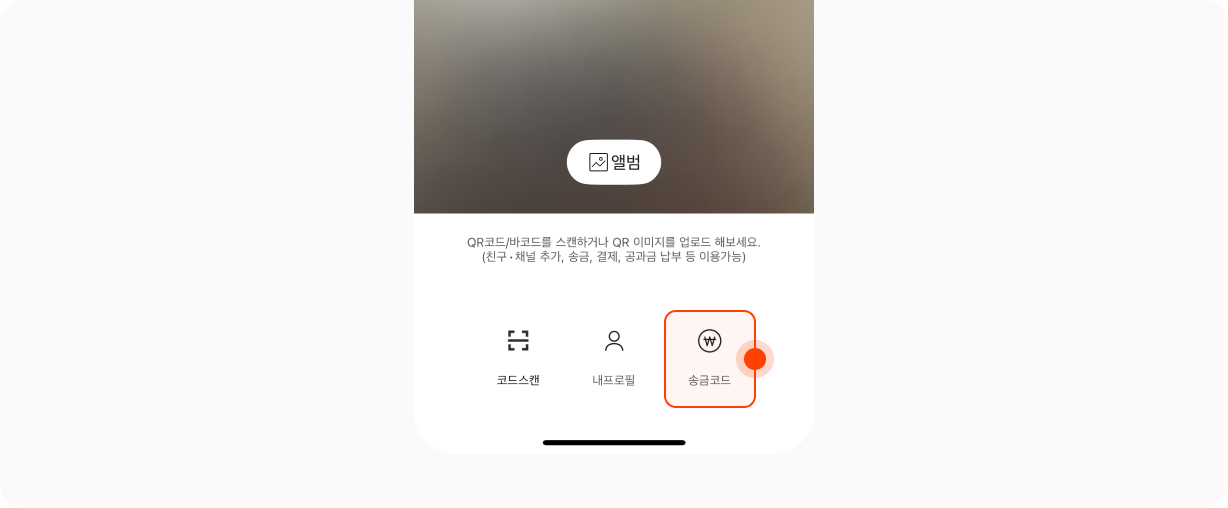 앨범
QR코드/바코드를 스캔하거나 QR 이미지를 업로드 해보세요.
(친구·채널 추가, 송금, 결제, 공과금 납부 등 이용가능)
코드스캔
내프로필
송금코드